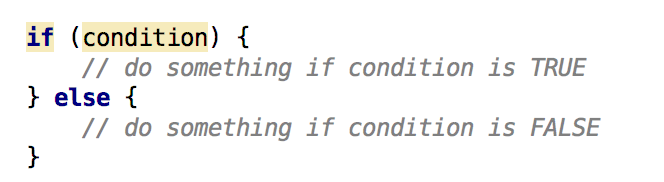 if (condition) {
    // do something if condition is TRUE
} else {
    // do something if condition is FALSE
}